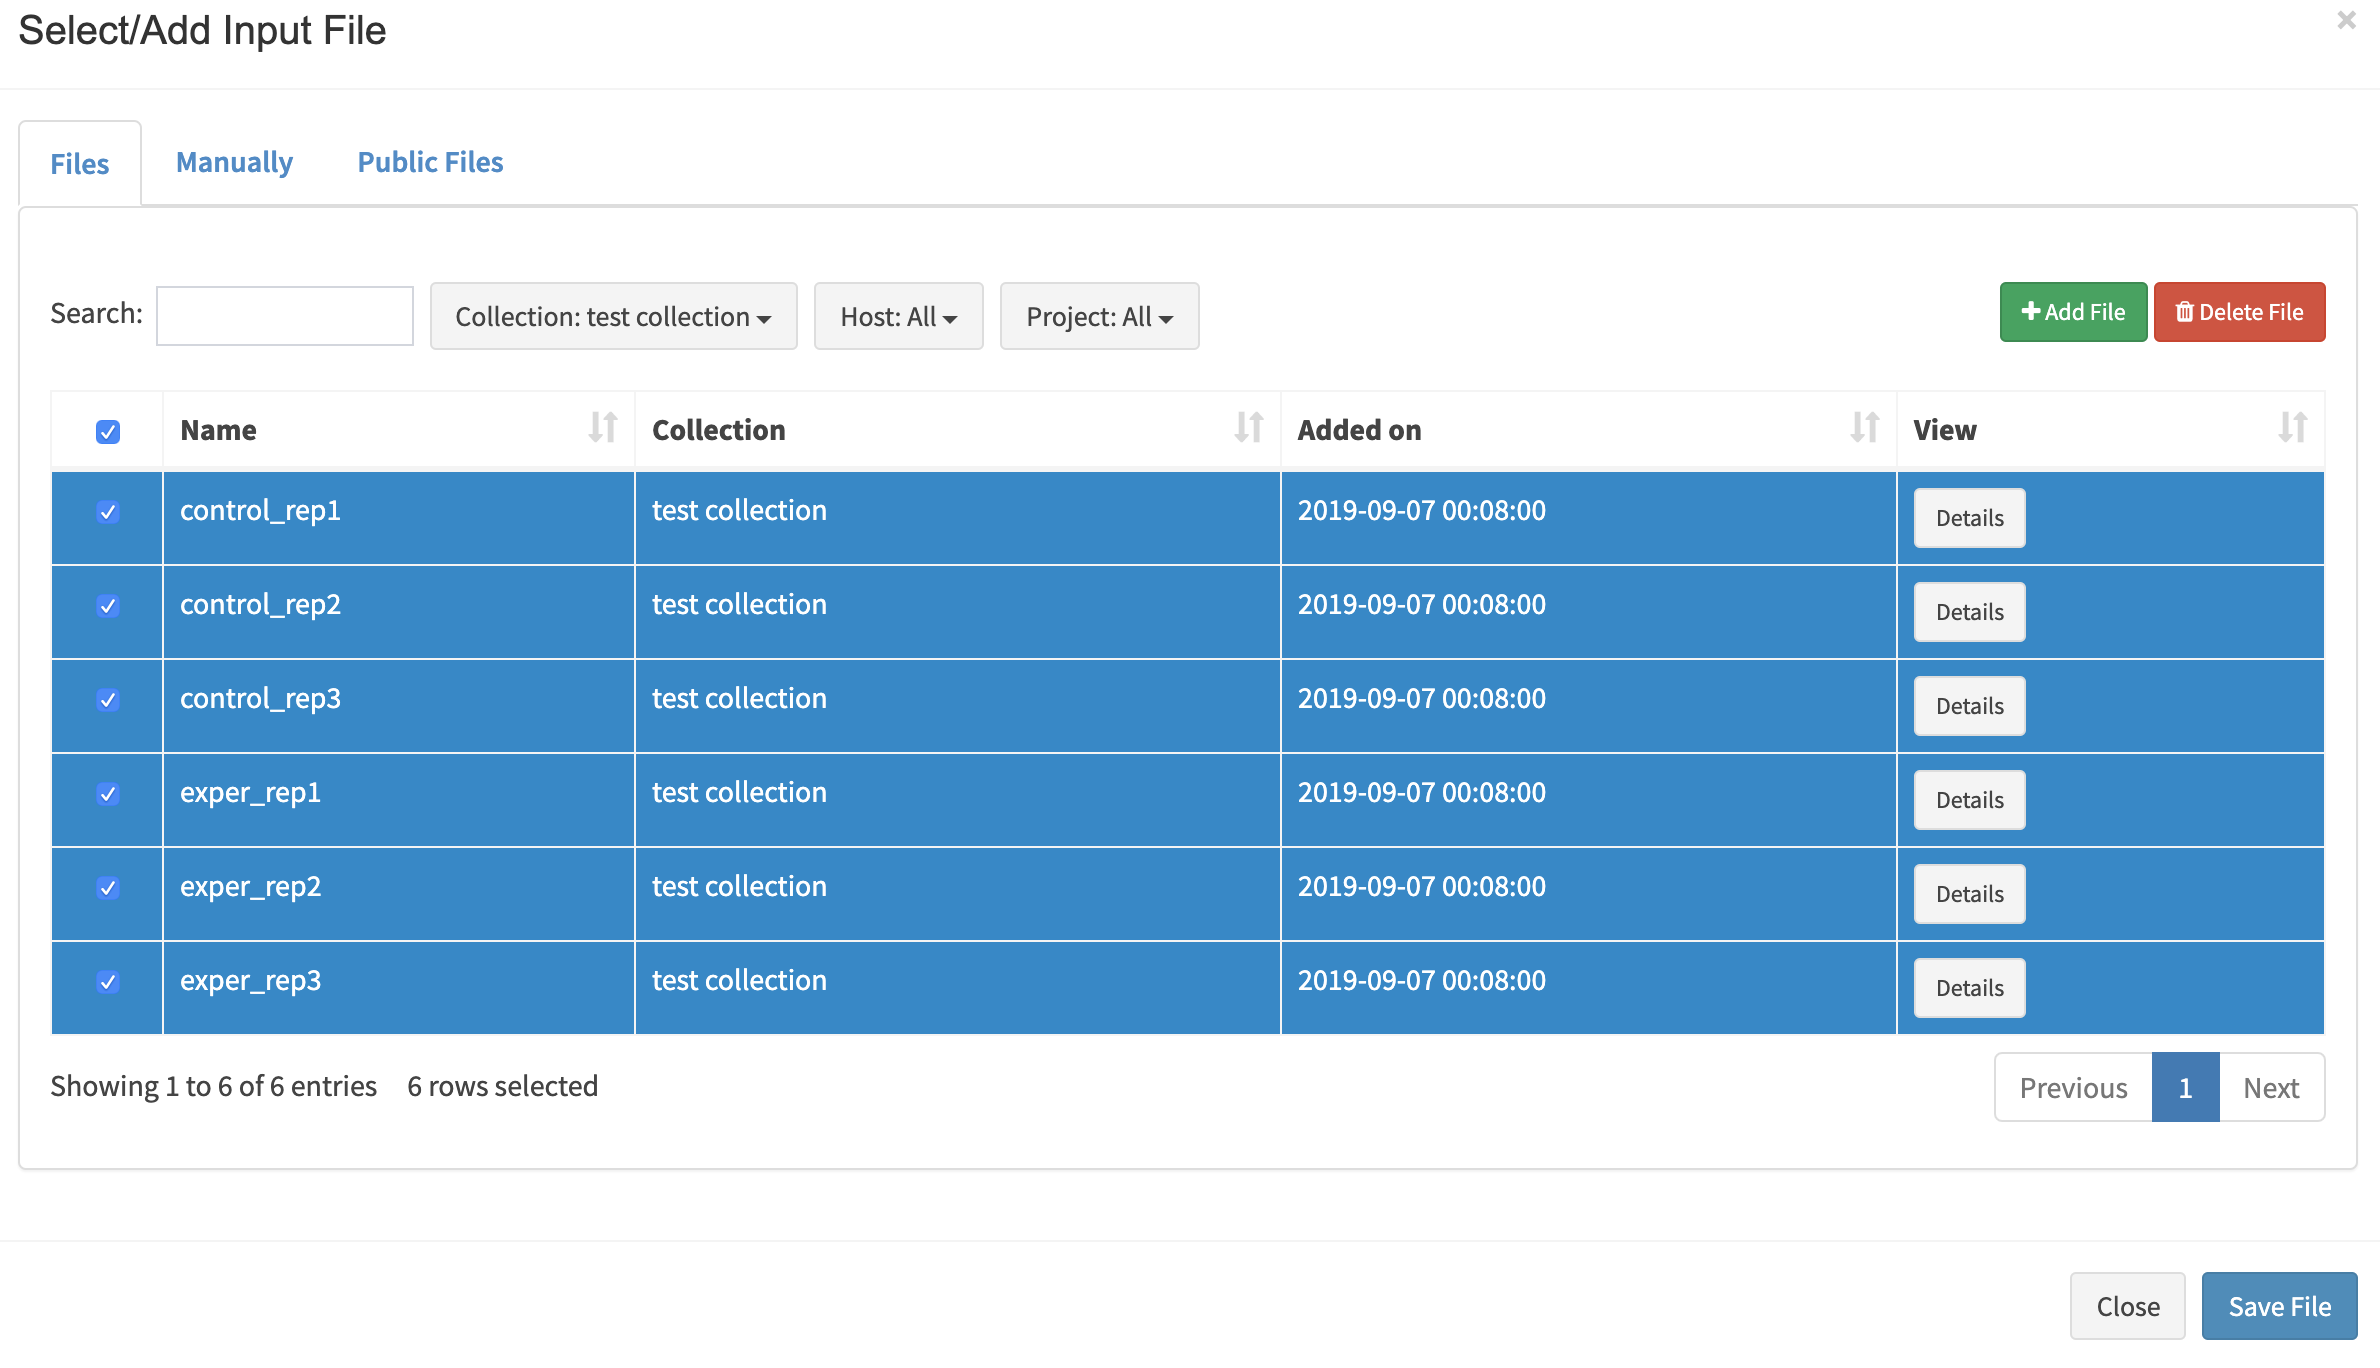 Select/Add Input File ×
Files Manually Public Files
Search: Collection: test collection Host: All Project: All Add File Delete File
Name Collection Added on View
control_rep1 test collection 2019-09-07 00:08:00 Details
control_rep2 test collection 2019-09-07 00:08:00 Details
control_rep3 test collection 2019-09-07 00:08:00 Details
exper_rep1 test collection 2019-09-07 00:08:00 Details
exper_rep2 test collection 2019-09-07 00:08:00 Details
exper_rep3 test collection 2019-09-07 00:08:00 Details
Showing 1 to 6 of 6 entries 6 rows selected Previous 1 Next
Close Save File